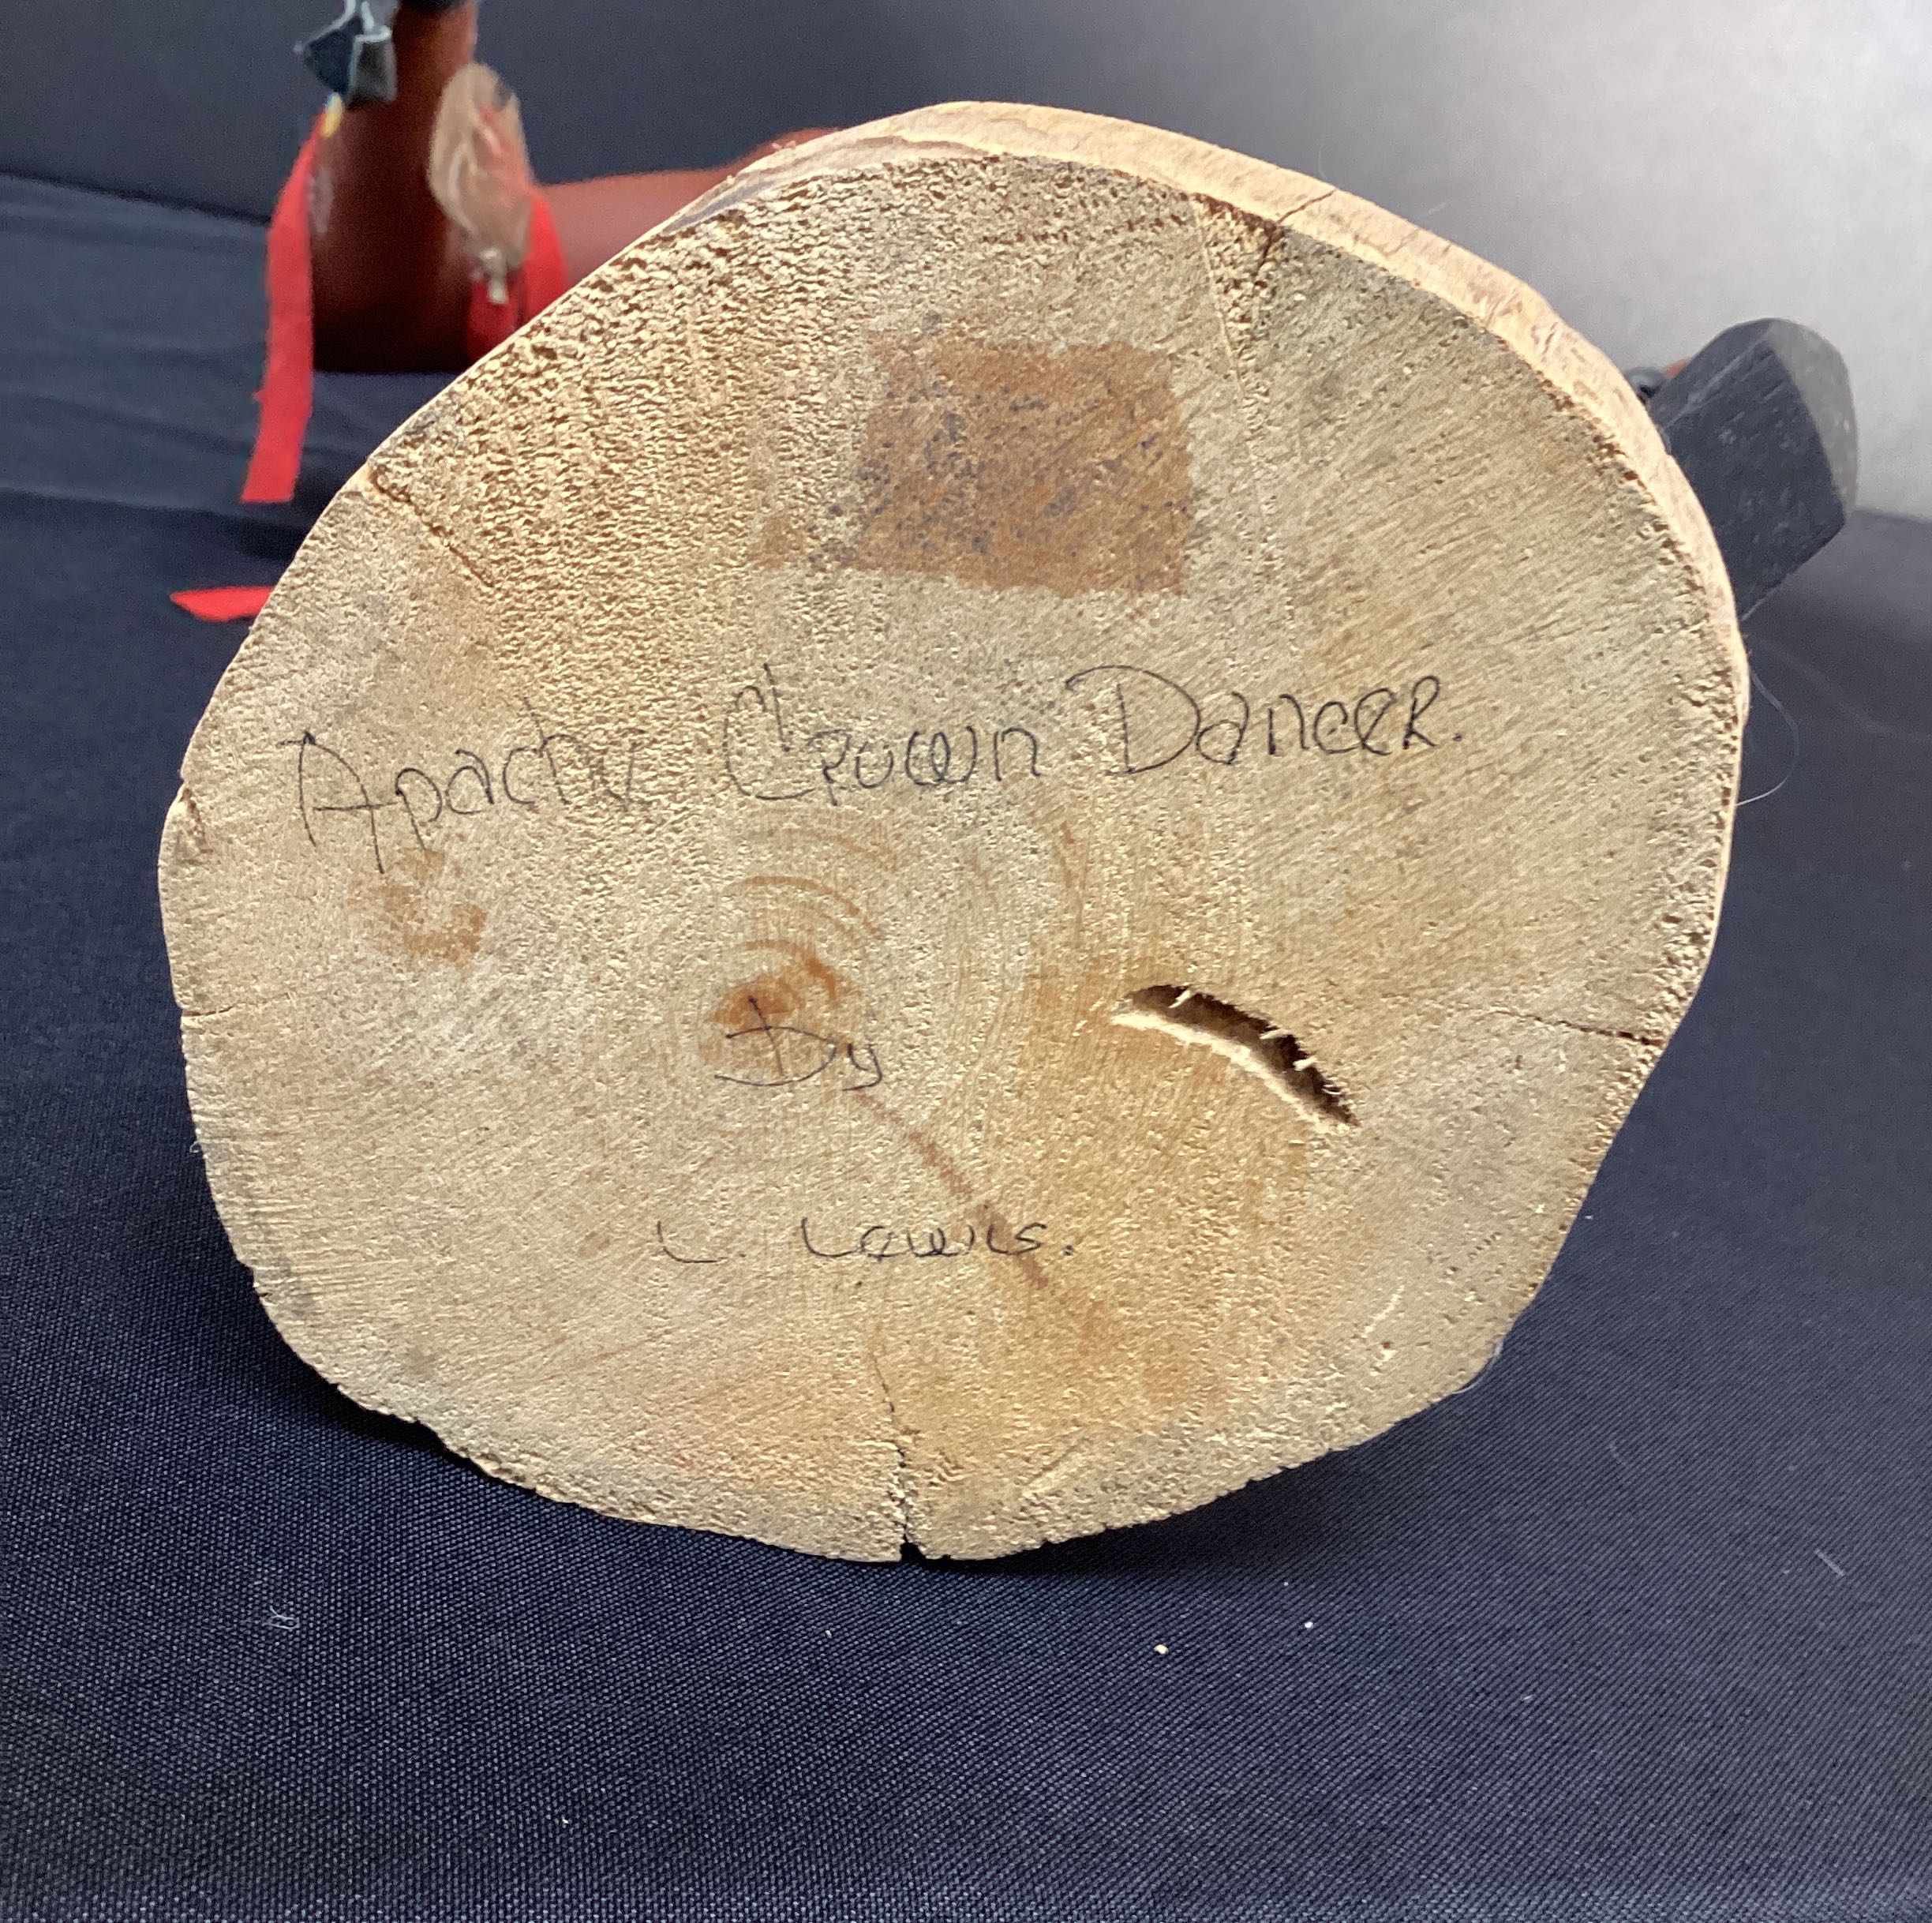 Apache Crown Dancer.
By
L. Lewis.